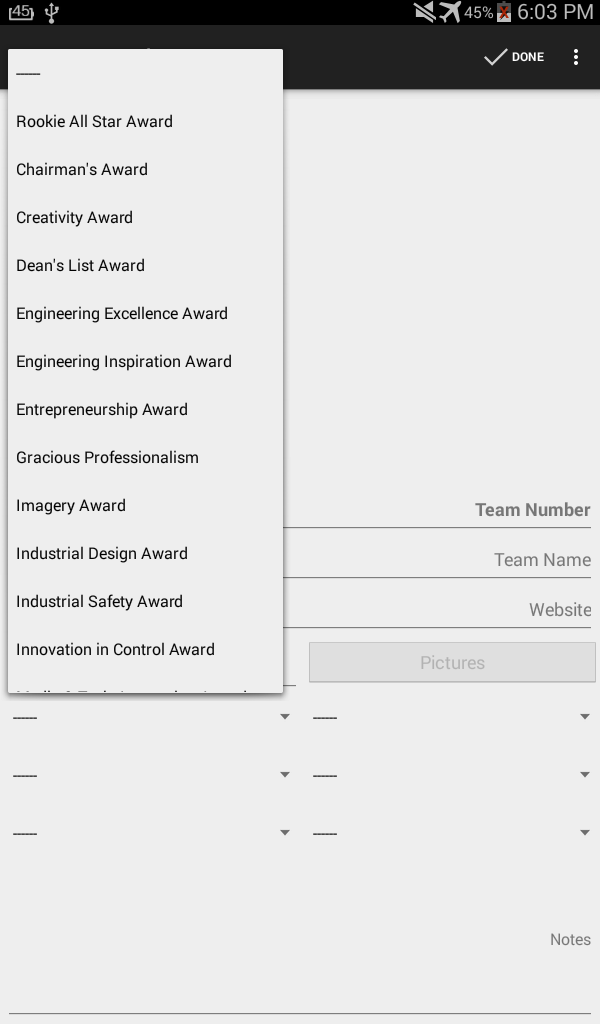 45
45% 6:03 PM
DONE
-----
Rookie All Star Award
Chairman's Award
Creativity Award
Dean's List Award
Engineering Excellence Award
Engineering Inspiration Award
Entrepreneurship Award
Gracious Professionalism
Imagery Award
Industrial Design Award
Industrial Safety Award
Innovation in Control Award
Team Number
Team Name
Website
Pictures
----- -----
----- -----
----- -----
Notes